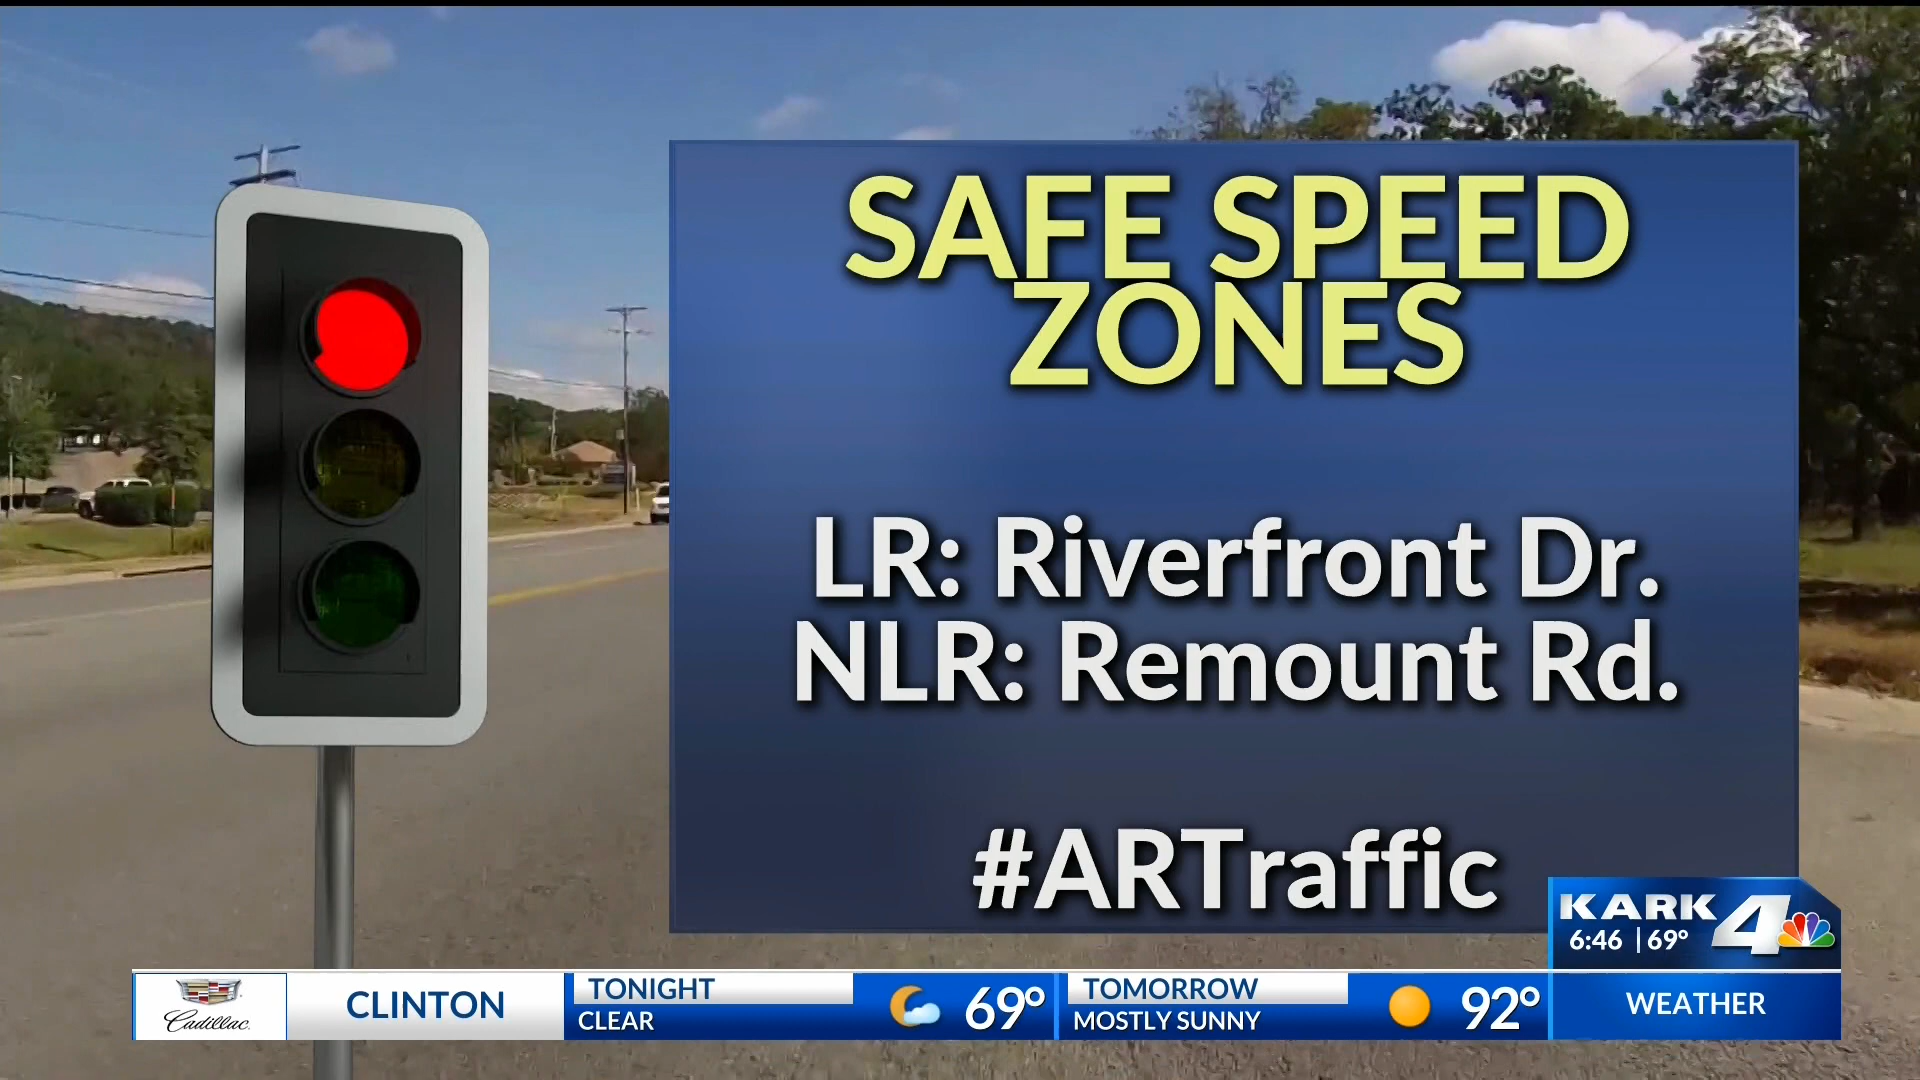 SAFE SPEED
ZONES
LR: Riverfront Dr.
NLR: Remount Rd.
#ARTraffic
KARK 4
6:46 | 69°
Cadillac
CLINTON
TONIGHT
CLEAR
69°
TOMORROW
MOSTLY SUNNY
92°
WEATHER